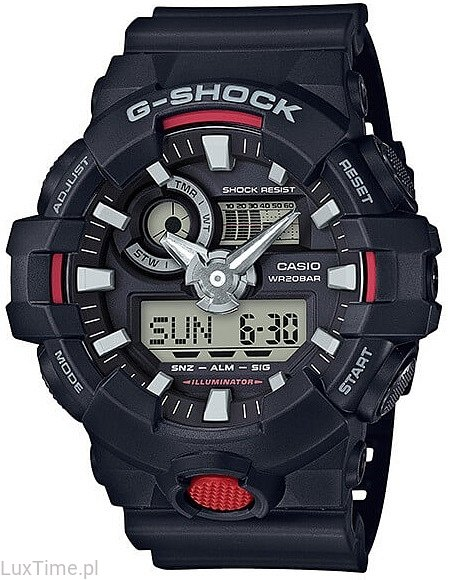 G-SHOCK
ADJUST
RESET
TMR
WT
STW
SHOCK RESIST
10 20 30 40 50 60
CASIO
WR20BAR
SUN 6-30
MODE
START
SNZ - ALM - SIG
ILLUMINATOR
LuxTime.pl